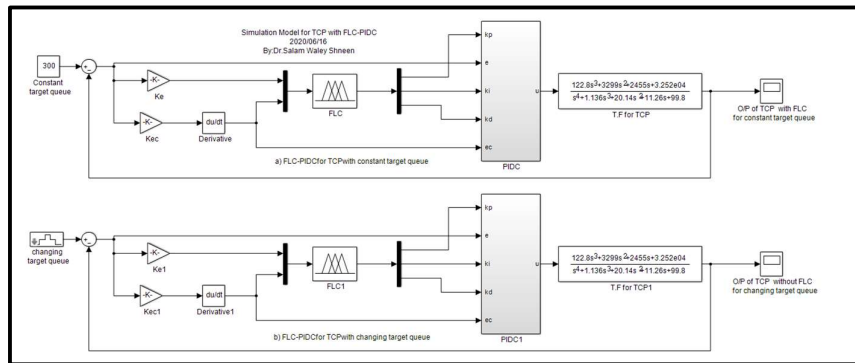 Simulation Model for TCP with FLC-PIDC
2020/06/16
By:Dr.Salam Waley Shneen
300
Constant
target queue
-K-
Ke
-K-
Kec
du/dt
Derivative
FLC
kp
e
ki
kd
ec
u
PIDC
122.8s3+3299s2-2455s+3.252e04
s4+1.136s3+20.14s2+11.26s+99.8
T.F for TCP
O/P of TCP with FLC
for constant target queue
a) FLC-PIDCfor TCPwith constant target queue
changing
target queue
-K-
Ke1
-K-
Kec1
du/dt
Derivative1
FLC1
kp
e
ki
kd
ec
u
PIDC1
122.8s3+3299s2-2455s+3.252e04
s4+1.136s3+20.14s2+11.26s+99.8
T.F for TCP1
O/P of TCP without FLC
for changing target queue
b) FLC-PIDCfor TCPwith changing target queue